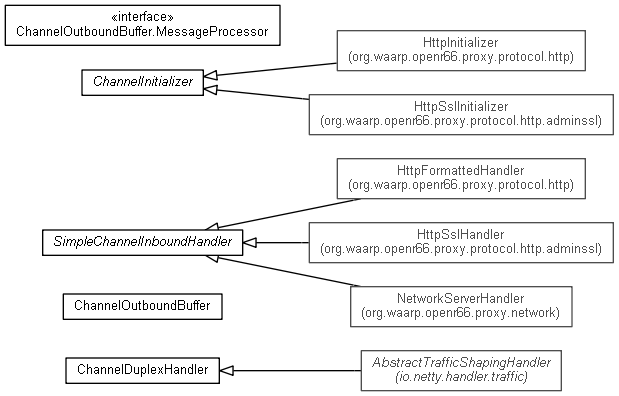 «interface»
ChannelOutboundBuffer.MessageProcessor
HttpInitializer
(org.waarp.openr66.proxy.protocol.http)
ChannelInitializer
HttpSslInitializer
(org.waarp.openr66.proxy.protocol.http.adminssl)
HttpFormattedHandler
(org.waarp.openr66.proxy.protocol.http)
SimpleChannelInboundHandler
HttpSslHandler
(org.waarp.openr66.proxy.protocol.http.adminssl)
ChannelOutboundBuffer
NetworkServerHandler
(org.waarp.openr66.proxy.network)
ChannelDuplexHandler
AbstractTrafficShapingHandler
(io.netty.handler.traffic)